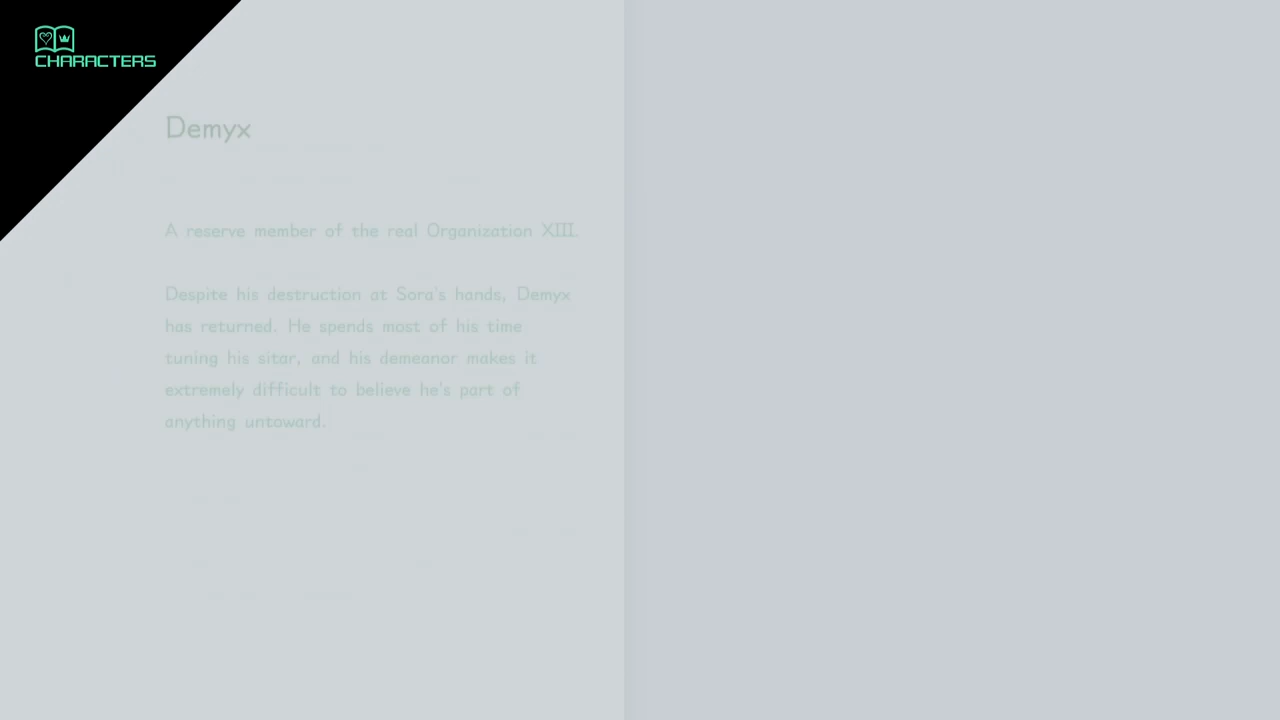 CHARACTERS
Demyx
A reserve member of the real Organization XIII.
Despite his destruction at Sora's hands, Demyx
has returned. He spends most of his time
tuning his sitar, and his demeanor makes it
extremely difficult to believe he's part of
anything untoward.